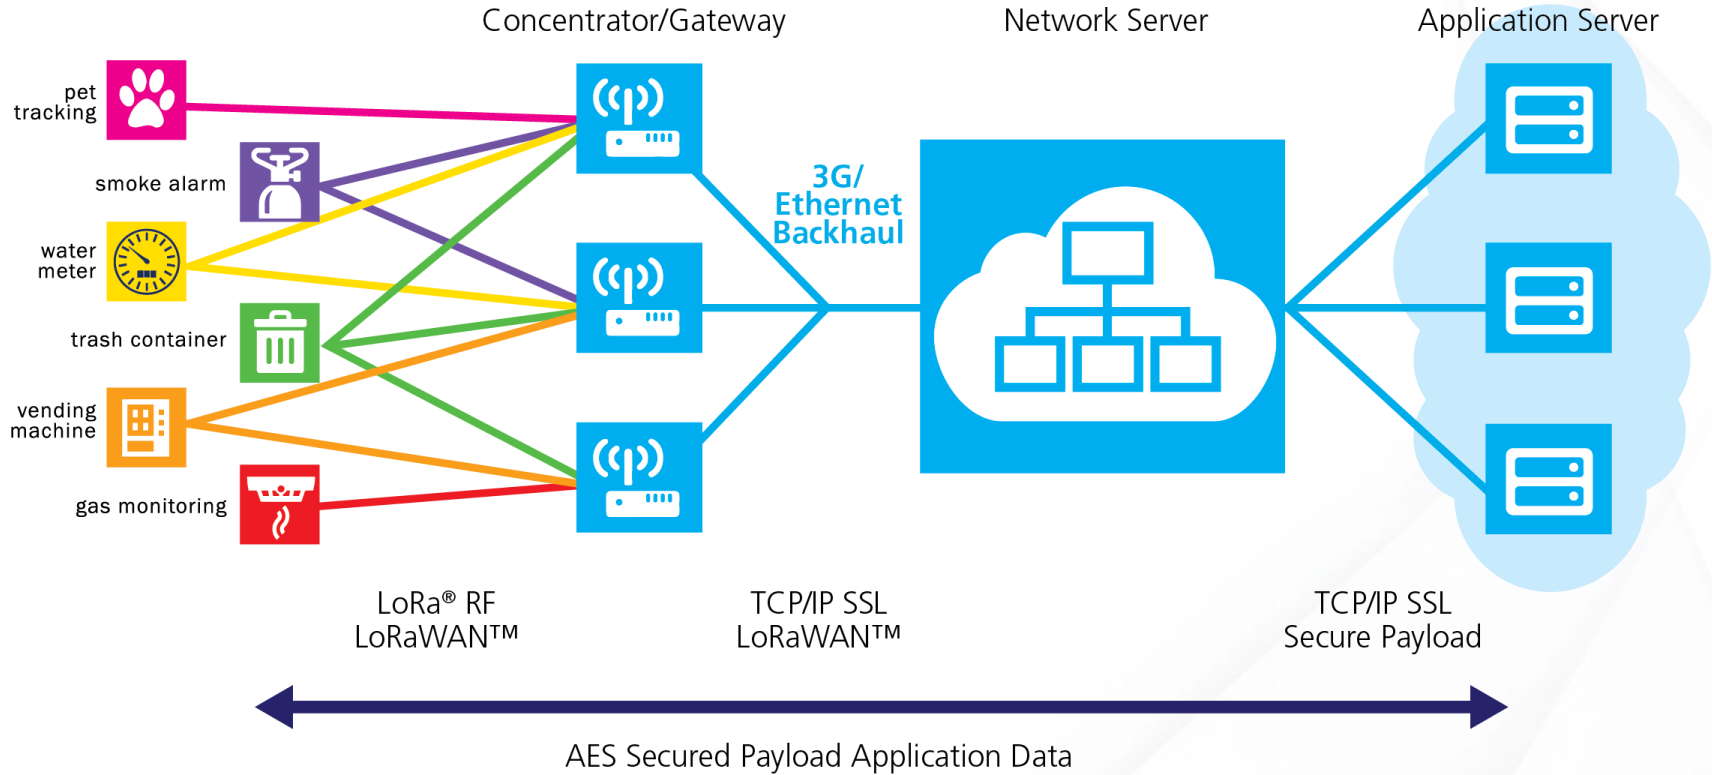 Concentrator/Gateway
Network Server
Application Server
pet
tracking
smoke alarm
water
meter
trash container
vending
machine
gas monitoring
3G/
Ethernet
Backhaul
LoRa® RF
LoRaWAN™
TCP/IP SSL
LoRaWAN™
TCP/IP SSL
Secure Payload
AES Secured Payload Application Data